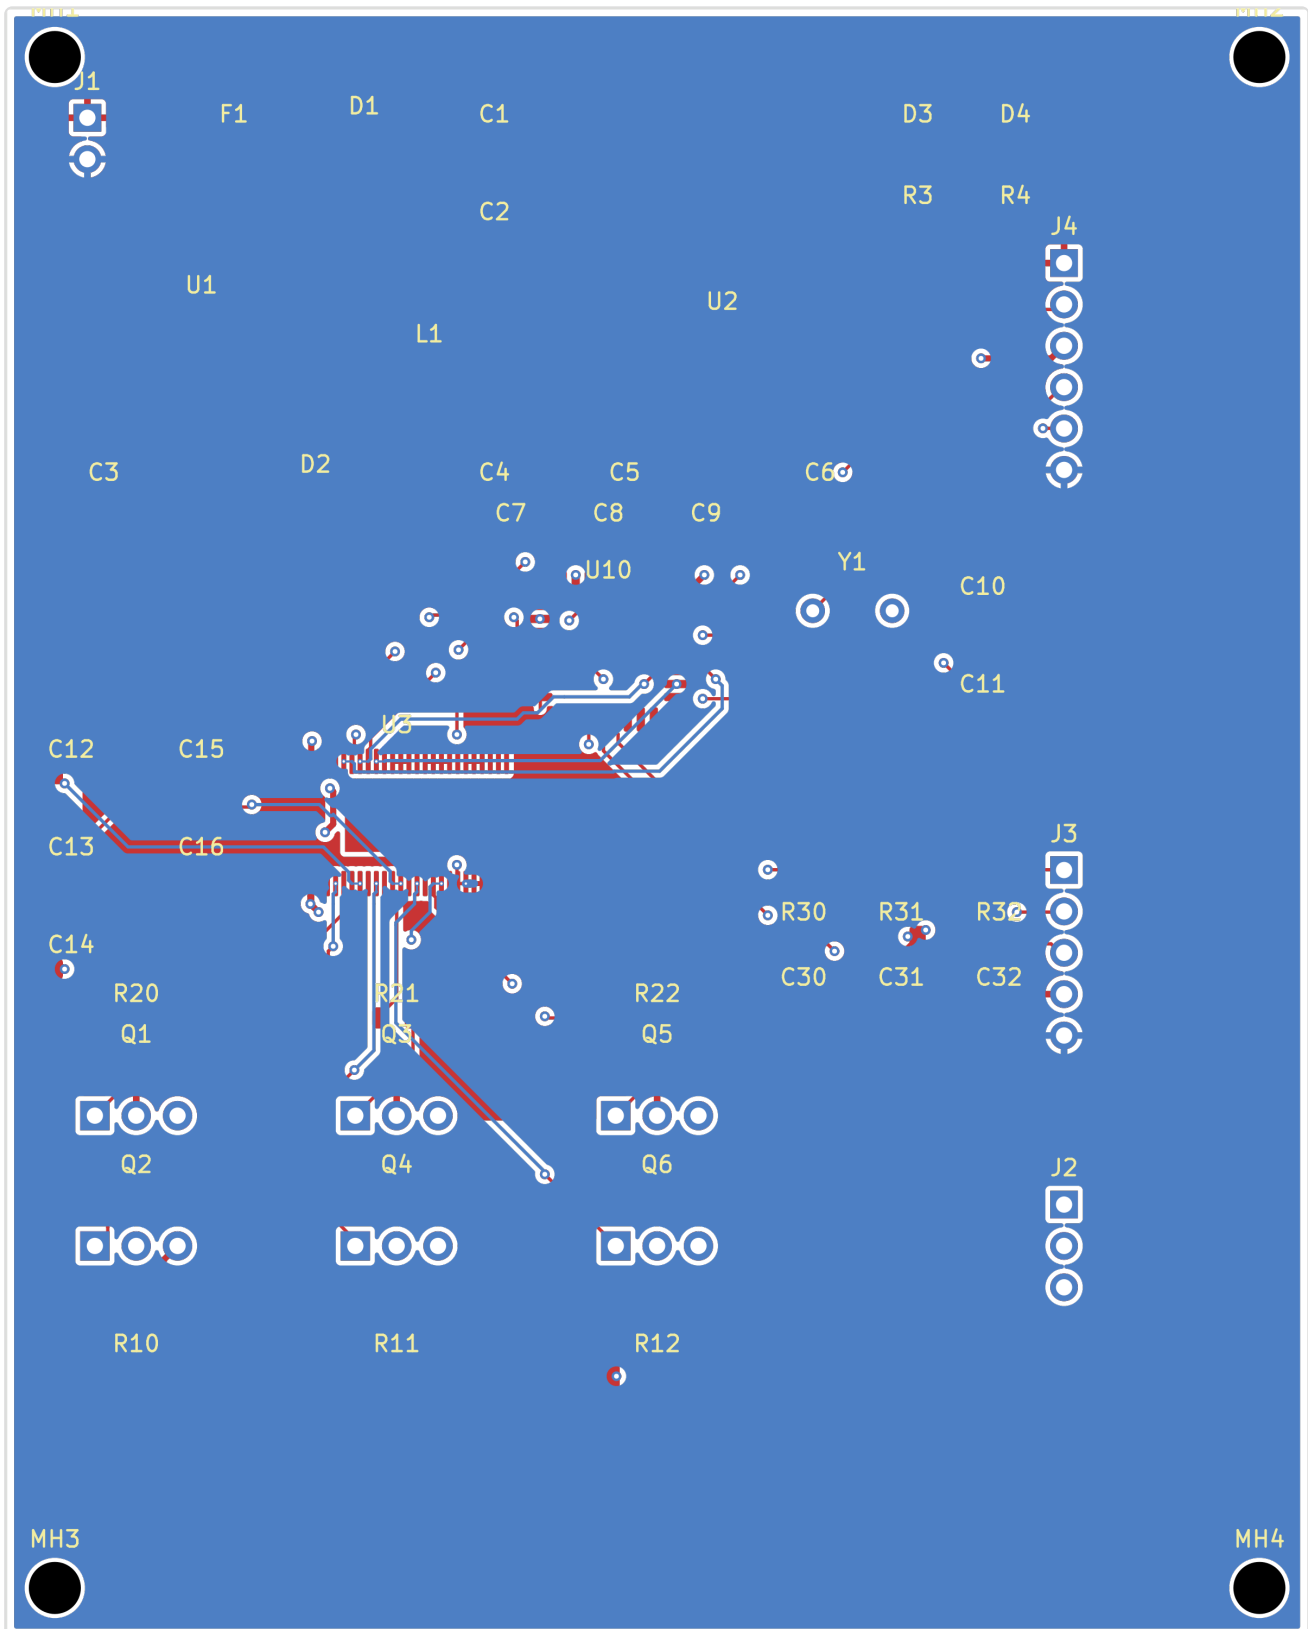 MH1 MH2
J1
F1 D1 C1 D3 D4
C2 R3 R4
J4
U1 U2
L1
C3 D2 C4 C5 C6
C7 C8 C9
U10 Y1
C10
C11
U3
C12 C15
J3
C13 C16
R30 R31 R32
C14
C30 C31 C32
R20 R21 R22
Q1 Q3 Q5
Q2 Q4 Q6 J2
R10 R11 R12
MH3 MH4